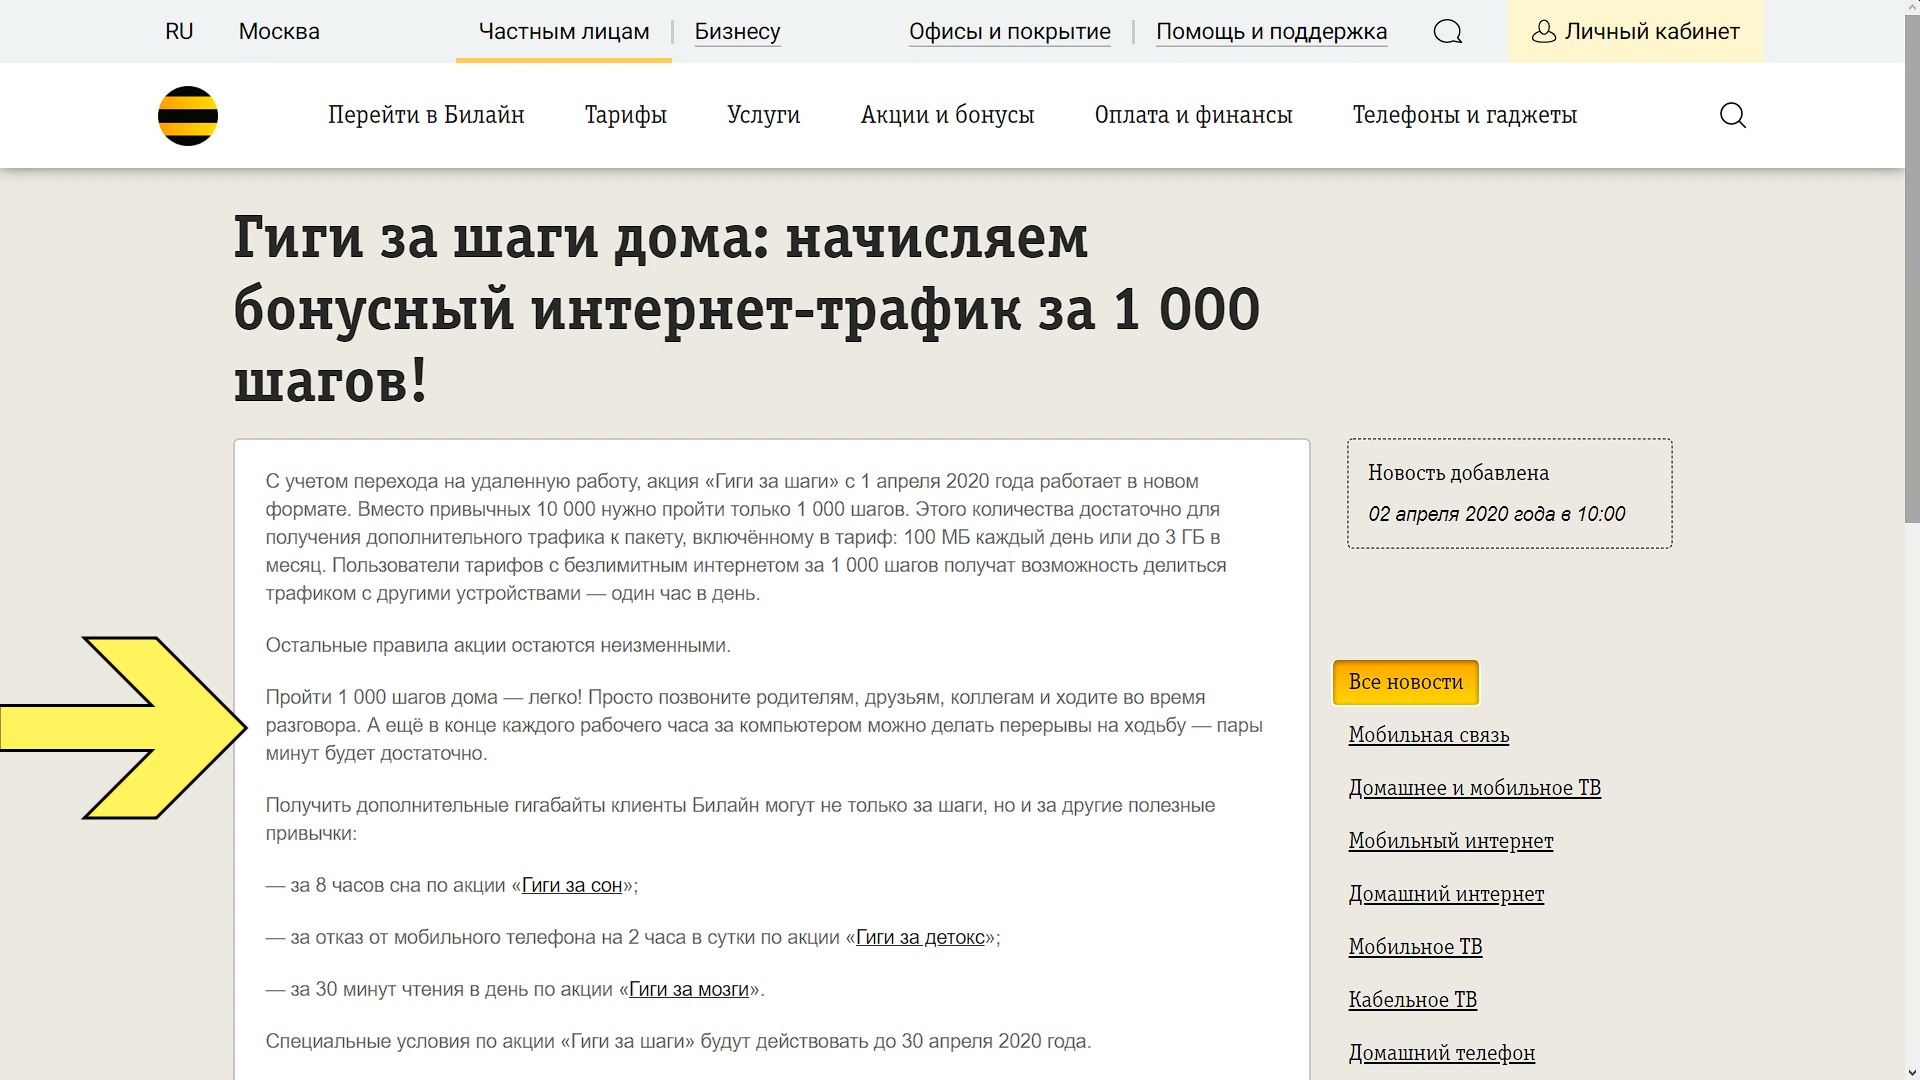 RU
Москва
Частным лицам
Бизнесу
Офисы и покрытие
Помощь и поддержка
Личный кабинет
Перейти в Билайн
Тарифы
Услуги
Акции и бонусы
Оплата и финансы
Телефоны и гаджеты
Гиги за шаги дома: начисляем
бонусный интернет-трафик за 1 000
шагов!
С учетом перехода на удаленную работу, акция «Гиги за шаги» с 1 апреля 2020 года работает в новом
формате. Вместо привычных 10 000 нужно пройти только 1 000 шагов. Этого количества достаточно для
получения дополнительного трафика к пакету, включённому в тариф: 100 МБ каждый день или до 3 ГБ в
месяц. Пользователи тарифов с безлимитным интернетом за 1 000 шагов получат возможность делиться
трафиком с другими устройствами — один час в день.
Остальные правила акции остаются неизменными.
Пройти 1 000 шагов дома — легко! Просто позвоните родителям, друзьям, коллегам и ходите во время
разговора. А ещё в конце каждого рабочего часа за компьютером можно делать перерывы на ходьбу — пары
минут будет достаточно.
Получить дополнительные гигабайты клиенты Билайн могут не только за шаги, но и за другие полезные
привычки:
— за 8 часов сна по акции «Гиги за сон»;
— за отказ от мобильного телефона на 2 часа в сутки по акции «Гиги за детокс»;
— за 30 минут чтения в день по акции «Гиги за мозги».
Специальные условия по акции «Гиги за шаги» будут действовать до 30 апреля 2020 года.
Новость добавлена
02 апреля 2020 года в 10:00
Все новости
Мобильная связь
Домашнее и мобильное ТВ
Мобильный интернет
Домашний интернет
Мобильное ТВ
Кабельное ТВ
Домашний телефон